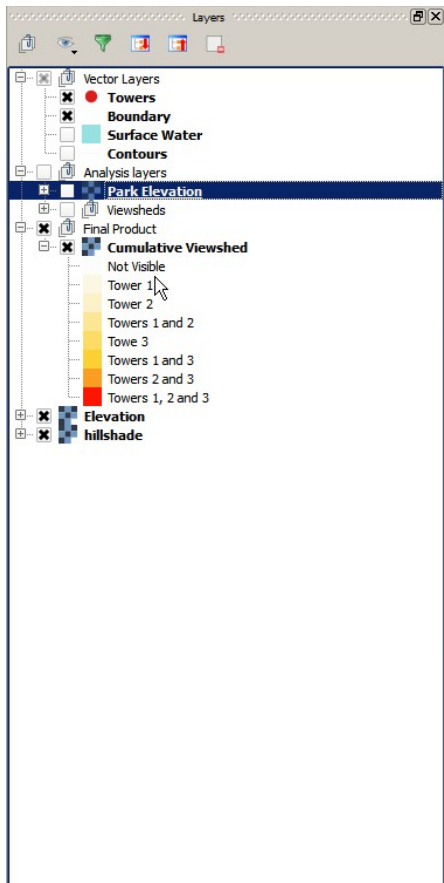 Layers
Vector Layers
Towers
Boundary
Surface Water
Contours
Analysis layers
Park Elevation
Viewsheds
Final Product
Cumulative Viewshed
Not Visible
Tower 1
Tower 2
Towers 1 and 2
Towe 3
Towers 1 and 3
Towers 2 and 3
Towers 1, 2 and 3
Elevation
hillshade